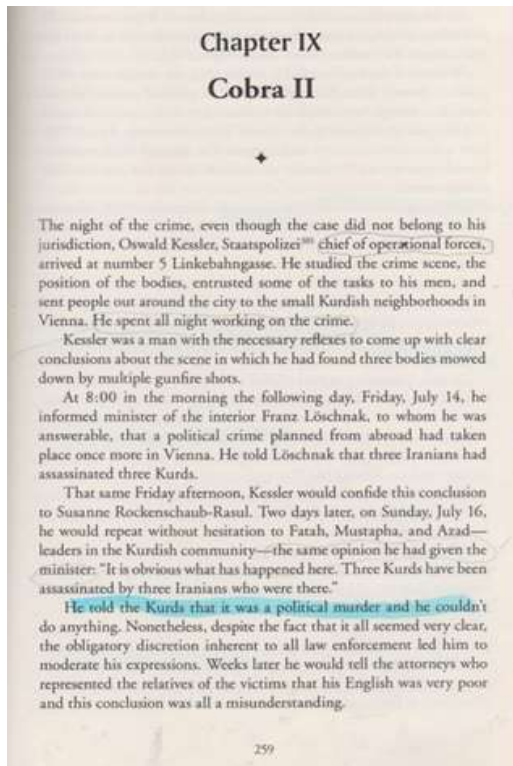 Chapter IX
Cobra II
The night of the crime, even though the case did not belong to his
jurisdiction, Oswald Kessler, Staatspolizei chief of operational forces,
arrived at number 5 Linkebahngasse. He studied the crime scene, the
position of the bodies, entrusted some of the tasks to his men, and
sent people out around the city to the small Kurdish neighborhoods in
Vienna. He spent all night working on the crime.
Kessler was a man with the necessary reflexes to come up with clear
conclusions about the scene in which he had found three bodies mowed
down by multiple gunfire shots.
At 8:00 in the morning the following day, Friday, July 14, he
informed minister of the interior Franz Löschnak, to whom he was
answerable, that a political crime planned from abroad had taken
place once more in Vienna. He told Löschnak that three Iranians had
assassinated three Kurds.
That same Friday afternoon, Kessler would confide this conclusion
to Susanne Rockenschaub-Rasul. Two days later, on Sunday, July 16,
he would repeat without hesitation to Fatah, Mustapha, and Azad—
leaders in the Kurdish community—the same opinion he had given the
minister: "It is obvious what has happened here. Three Kurds have been
assassinated by three Iranians who were there."
He told the Kurds that it was a political murder and he couldn't
do anything. Nonetheless, despite the fact that it all seemed very clear,
the obligatory discretion inherent to all law enforcement led him to
moderate his expressions. Weeks later he would tell the attorneys who
represented the relatives of the victims that his English was very poor
and this conclusion was all a misunderstanding.
259